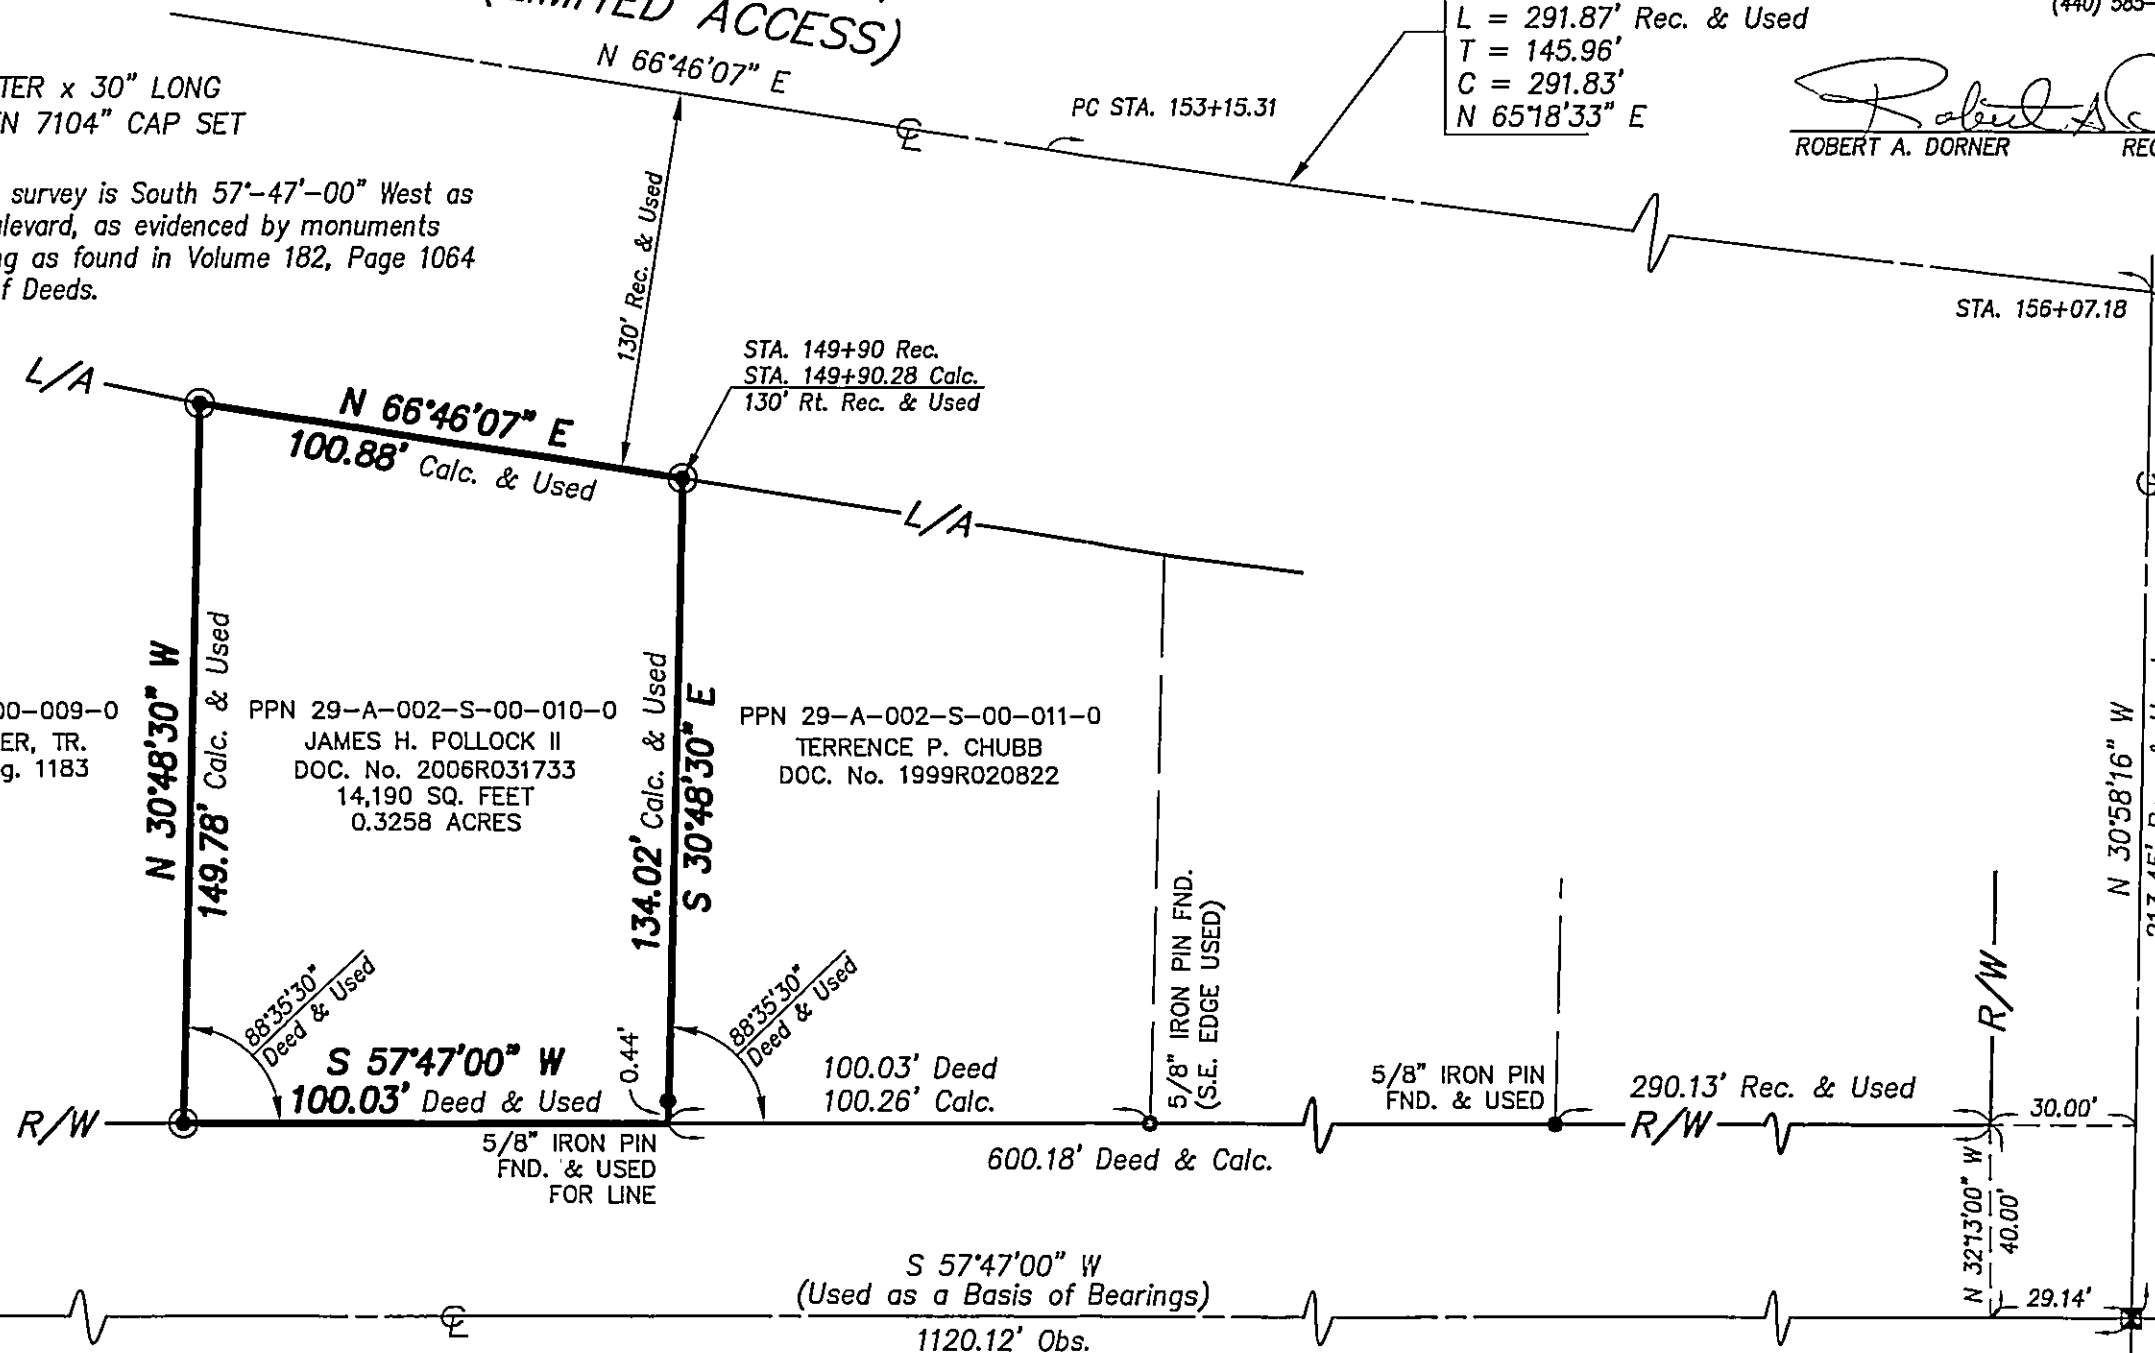 (LIMITED ACCESS)
N 66°46'07" E
L = 291.87' Rec. & Used
T = 145.96'
C = 291.83'
N 65°18'33" E
(440) 585-
ROBERT A. DORNER
TER x 30" LONG
N 7104" CAP SET
PC STA. 153+15.31
survey is South 57°-47'-00" West as
ulevard, as evidenced by monuments
g as found in Volume 182, Page 1064
f Deeds.
130' Rec. & Used
STA. 156+07.18
STA. 149+90 Rec.
STA. 149+90.28 Calc.
130' Rt. Rec. & Used
L/A
N 66°46'07" E
100.88' Calc. & Used
L/A
N 30°48'30" W
149.78' Calc. & Used
00-009-0
ER, TR.
g. 1183
PPN 29-A-002-S-00-010-0
JAMES H. POLLOCK II
DOC. No. 2006R031733
14,190 SQ. FEET
0.3258 ACRES
134.02' Calc. & Used
S 30°48'30" E
PPN 29-A-002-S-00-011-0
TERRENCE P. CHUBB
DOC. No. 1999R020822
N 30°58'16" W
88°35'30"
Deed & Used
88°35'30"
Deed & Used
5/8" IRON PIN FND.
(S.E. EDGE USED)
R/W
S 57°47'00" W
100.03' Deed & Used
0.44'
100.03' Deed
100.26' Calc.
5/8" IRON PIN
FND. & USED
290.13' Rec. & Used
30.00'
R/W
R/W
5/8" IRON PIN
FND. & USED
FOR LINE
600.18' Deed & Calc.
N 32°13'00" W
40.00'
S 57°47'00" W
(Used as a Basis of Bearings)
1120.12' Obs.
29.14'